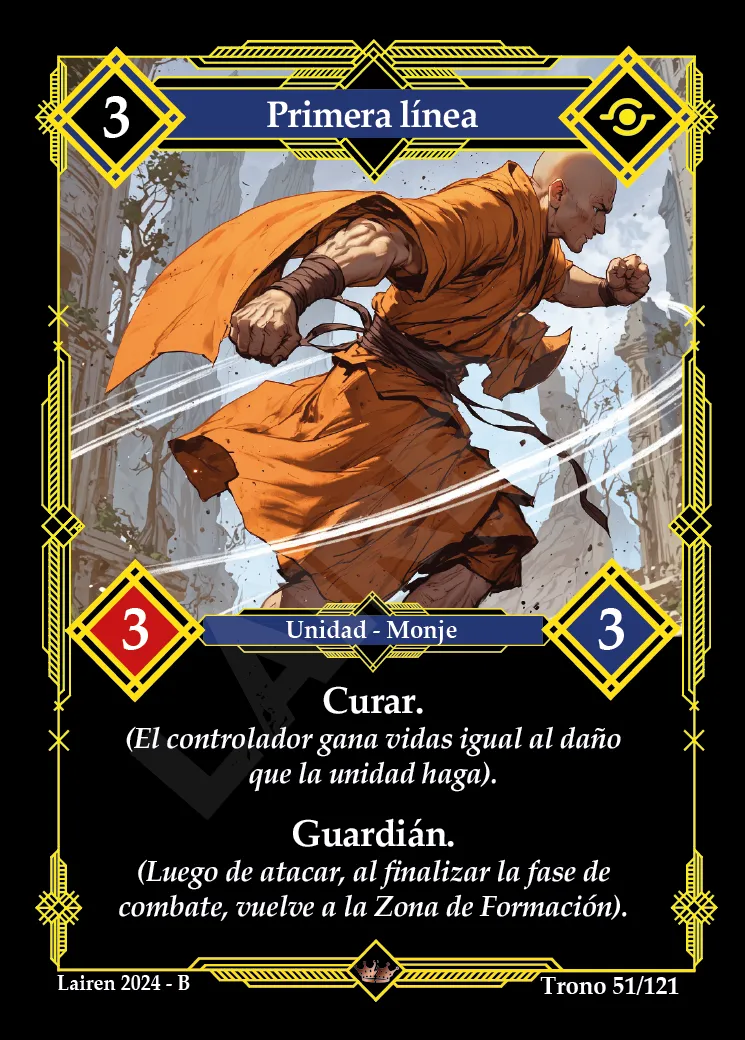 3
Primera línea
3
Unidad - Monje
3
Curar.
(El controlador gana vidas igual al daño
que la unidad haga).
Guardián.
(Luego de atacar, al finalizar la fase de
combate, vuelve a la Zona de Formación).
Lairen 2024 - B
Trono 51/121